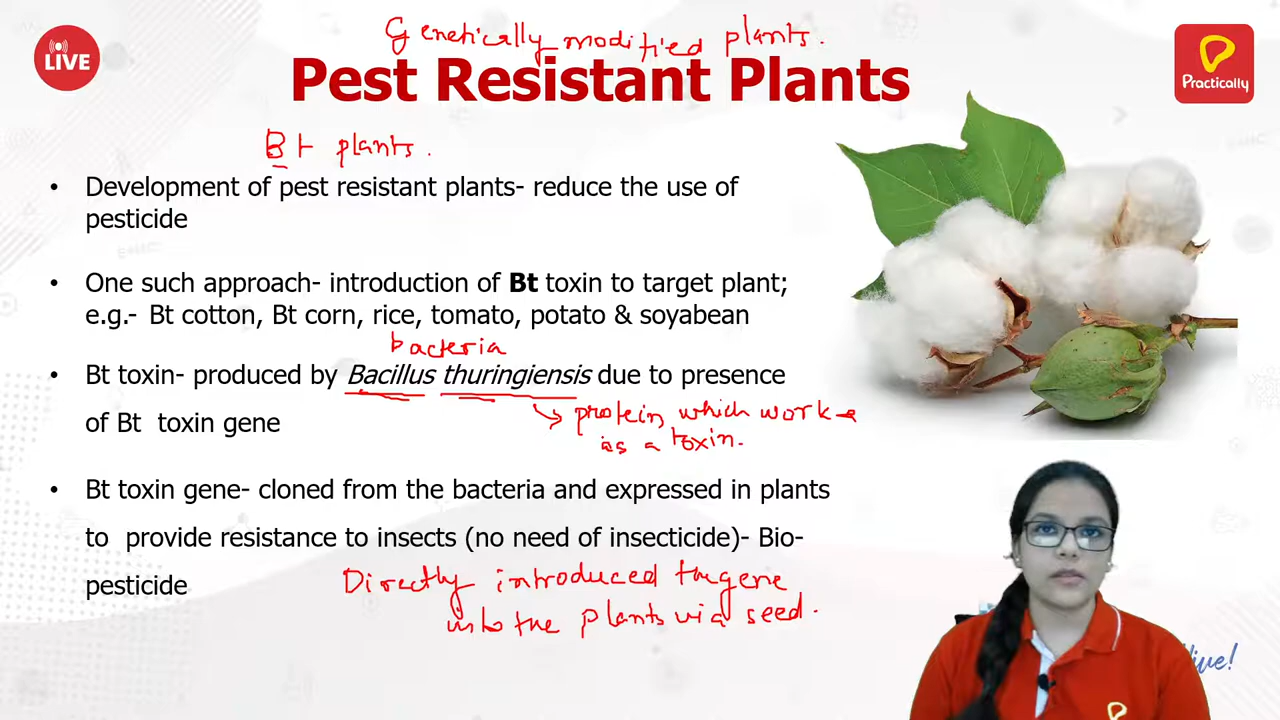 LIVE
Genetically modified plants.
Practically
Pest Resistant Plants
Bt plants.
• Development of pest resistant plants- reduce the use of
pesticide
• One such approach- introduction of Bt toxin to target plant;
e.g.- Bt cotton, Bt corn, rice, tomato, potato & soyabean
bacteria
• Bt toxin- produced by Bacillus thuringiensis due to presence
protein which work
of Bt toxin gene
as a toxin.
• Bt toxin gene- cloned from the bacteria and expressed in plants
to provide resistance to insects (no need of insecticide)- Bio-
pesticide
Directly introduced the gene
into the plants via seed.